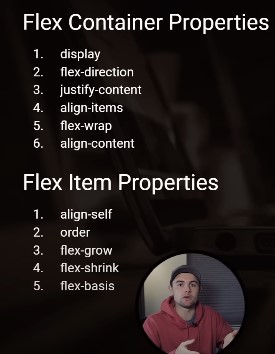 Flex Container Properties
1. display
2. flex-direction
3. justify-content
4. align-items
5. flex-wrap
6. align-content
Flex Item Properties
1. align-self
2. order
3. flex-grow
4. flex-shrink
5. flex-basis